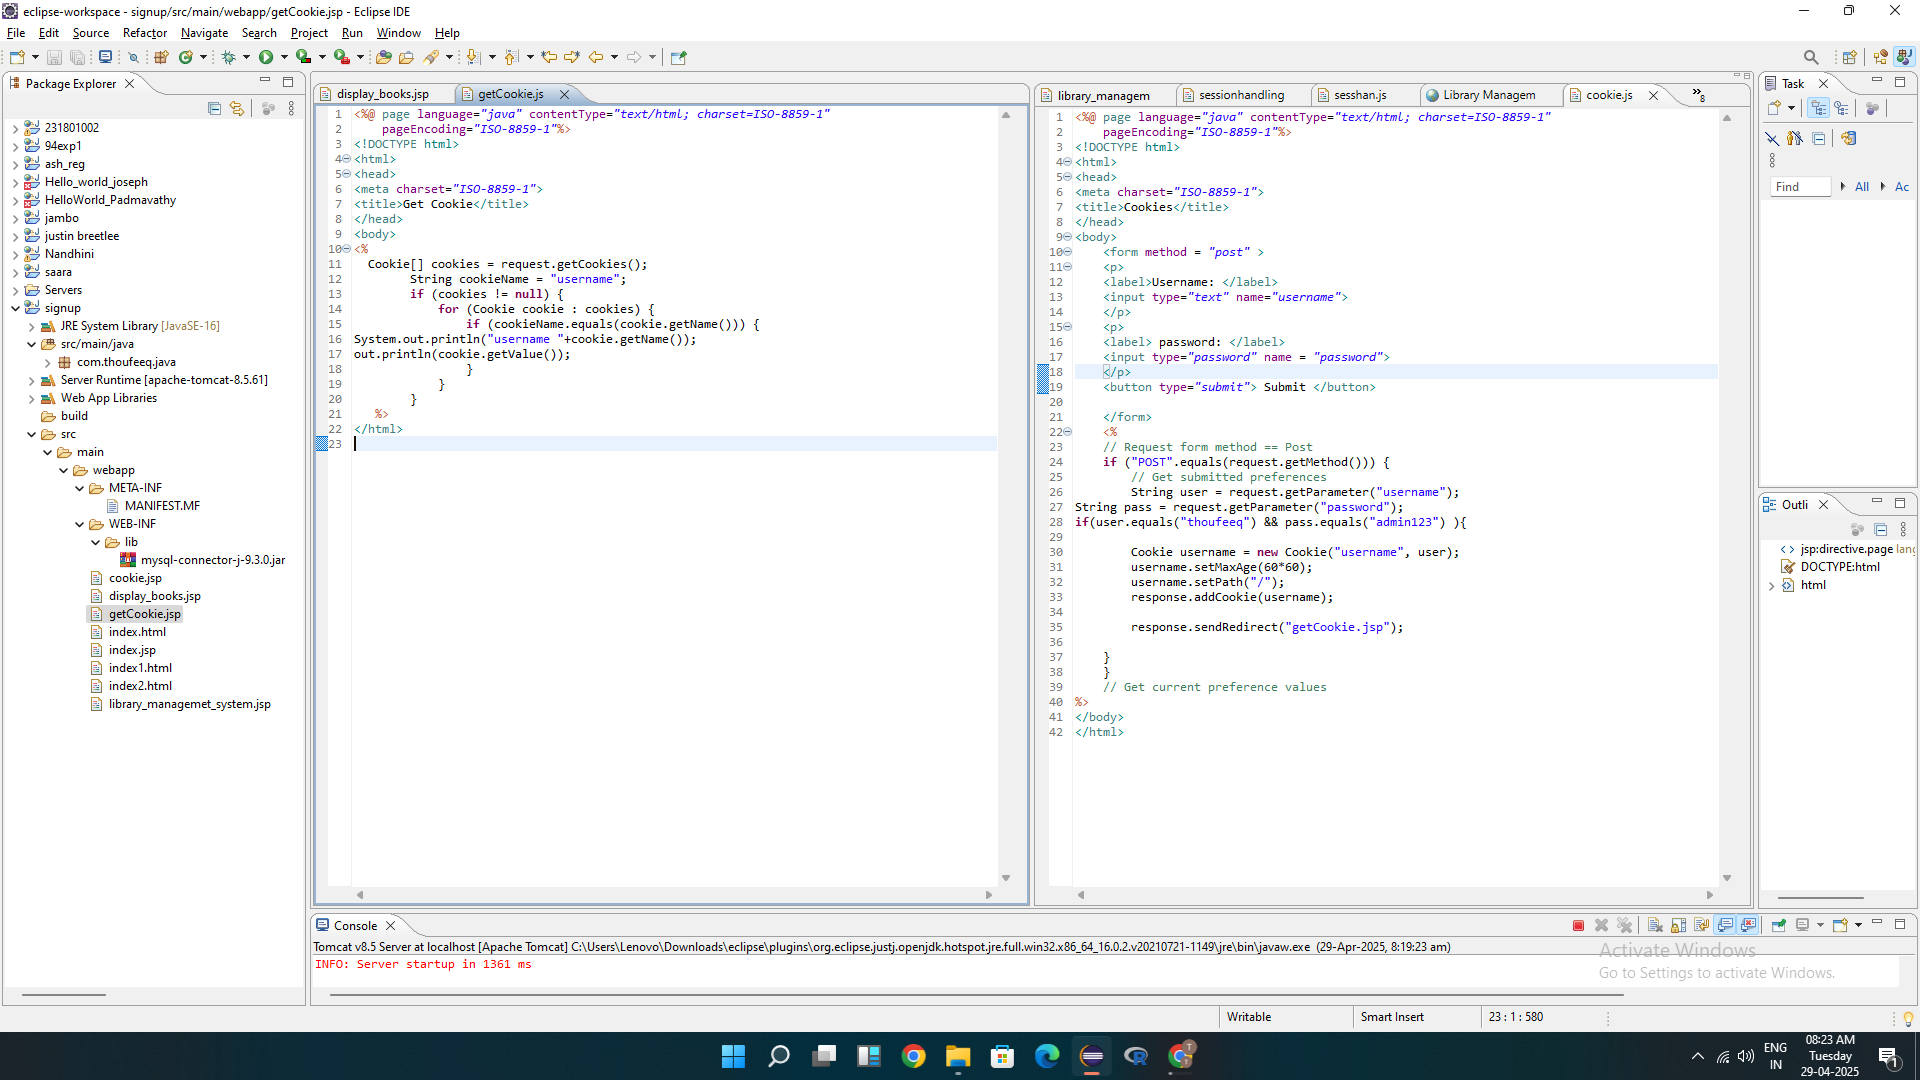 eclipse-workspace - signup/src/main/webapp/getCookie.jsp - Eclipse IDE
File Edit Source Refactor Navigate Search Project Run Window Help
Package Explorer
231801002
94exp1
ash_reg
Hello_world_joseph
HelloWorld_Padmavathy
jambo
justin breetlee
Nandhini
saara
Servers
signup
JRE System Library [JavaSE-16]
src/main/java
com.thoufeeq.java
Server Runtime [apache-tomcat-8.5.61]
Web App Libraries
build
src
main
webapp
META-INF
MANIFEST.MF
WEB-INF
lib
mysql-connector-j-9.3.0.jar
cookie.jsp
display_books.jsp
getCookie.jsp
index.html
index.jsp
index1.html
index2.html
library_managemet_system.jsp
display_books.jsp getCookie.js
1 <%@ page language="java" contentType="text/html; charset=ISO-8859-1"
2 pageEncoding="ISO-8859-1"%>
3 <!DOCTYPE html>
4 <html>
5 <head>
6 <meta charset="ISO-8859-1">
7 <title>Get Cookie</title>
8 </head>
9 <body>
10 <%
11 Cookie[] cookies = request.getCookies();
12 String cookieName = "username";
13 if (cookies != null) {
14 for (Cookie cookie : cookies) {
15 if (cookieName.equals(cookie.getName())) {
16 System.out.println("username "+cookie.getName());
17 out.println(cookie.getValue());
18 }
19 }
20 }
21 %>
22 </html>
23
library_managem sessionhandling sesshan.js Library Managem cookie.js »8
1 <%@ page language="java" contentType="text/html; charset=ISO-8859-1"
2 pageEncoding="ISO-8859-1"%>
3 <!DOCTYPE html>
4 <html>
5 <head>
6 <meta charset="ISO-8859-1">
7 <title>Cookies</title>
8 </head>
9 <body>
10 <form method = "post" >
11 <p>
12 <label>Username: </label>
13 <input type="text" name="username">
14 </p>
15 <p>
16 <label> password: </label>
17 <input type="password" name = "password">
18 </p>
19 <button type="submit"> Submit </button>
20
21 </form>
22 <%
23 // Request form method == Post
24 if ("POST".equals(request.getMethod())) {
25 // Get submitted preferences
26 String user = request.getParameter("username");
27 String pass = request.getParameter("password");
28 if(user.equals("thoufeeq") && pass.equals("admin123") ){
29
30 Cookie username = new Cookie("username", user);
31 username.setMaxAge(60*60);
32 username.setPath("/");
33 response.addCookie(username);
34
35 response.sendRedirect("getCookie.jsp");
36
37 }
38 }
39 // Get current preference values
40 %>
41 </body>
42 </html>
Task
Find All Ac
Outli
jsp:directive.page lang
DOCTYPE:html
html
Console
Tomcat v8.5 Server at localhost [Apache Tomcat] C:\Users\Lenovo\Downloads\eclipse\plugins\org.eclipse.justj.openjdk.hotspot.jre.full.win32.x86_64_16.0.2.v20210721-1149\jre\bin\javaw.exe (29-Apr-2025, 8:19:23 am)
INFO: Server startup in 1361 ms
Activate Windows
Go to Settings to activate Windows.
Writable Smart Insert 23 : 1 : 580
ENG
IN
08:23 AM
Tuesday
29-04-2025
1